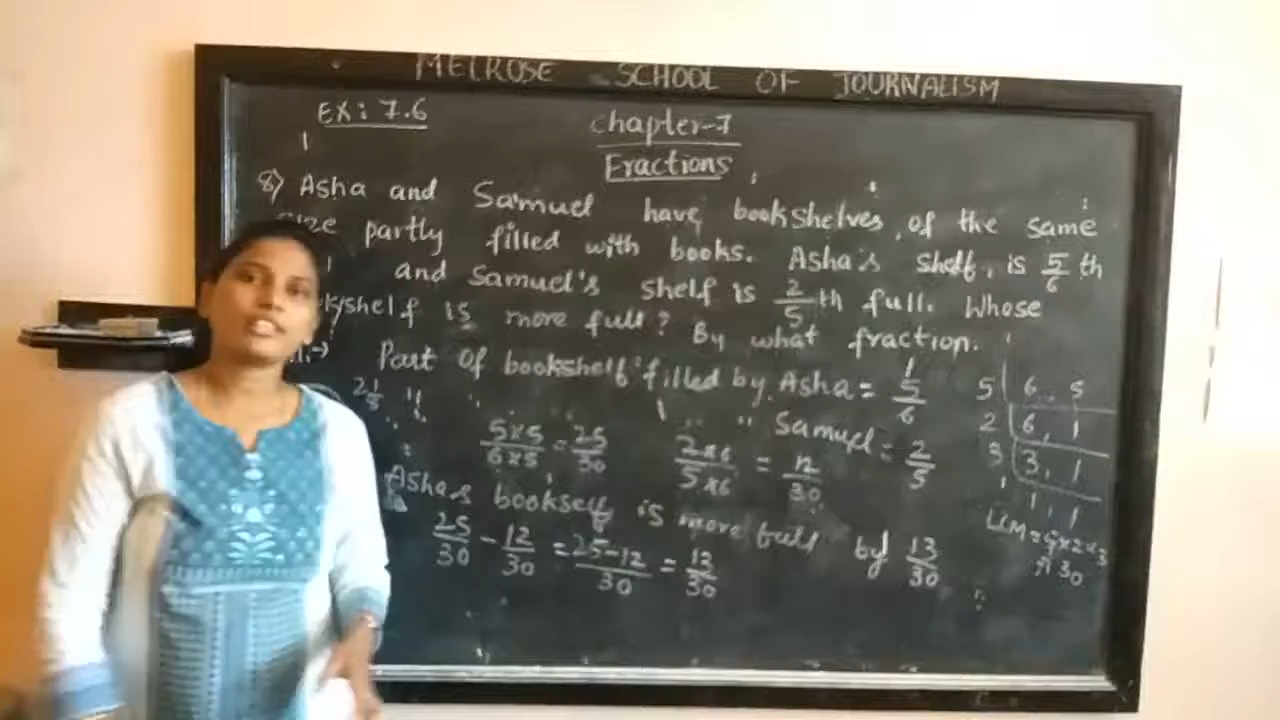 MELROSE SCHOOL OF JOURNALISM
EX: 7.6
Chapter-7
Fractions
8) Asha and Samuel have bookshelves of the same
size partly filled with books. Asha's shelf is 5/6 th
and Samuel's shelf is 2/5 th full. Whose
shelf is more full? By what fraction.
Part of bookshelf filled by Asha = 5/6
" " " " Samuel = 2/5
5×5/6×5 = 25/30 2×6/5×6 = 12/30
Asha's bookself is more full by 13/30
25/30 - 12/30 = 25-12/30 = 13/30
5 | 6, 5
2 | 6, 1
3 | 3, 1
1, 1
LCM = 5×2×3
= 30